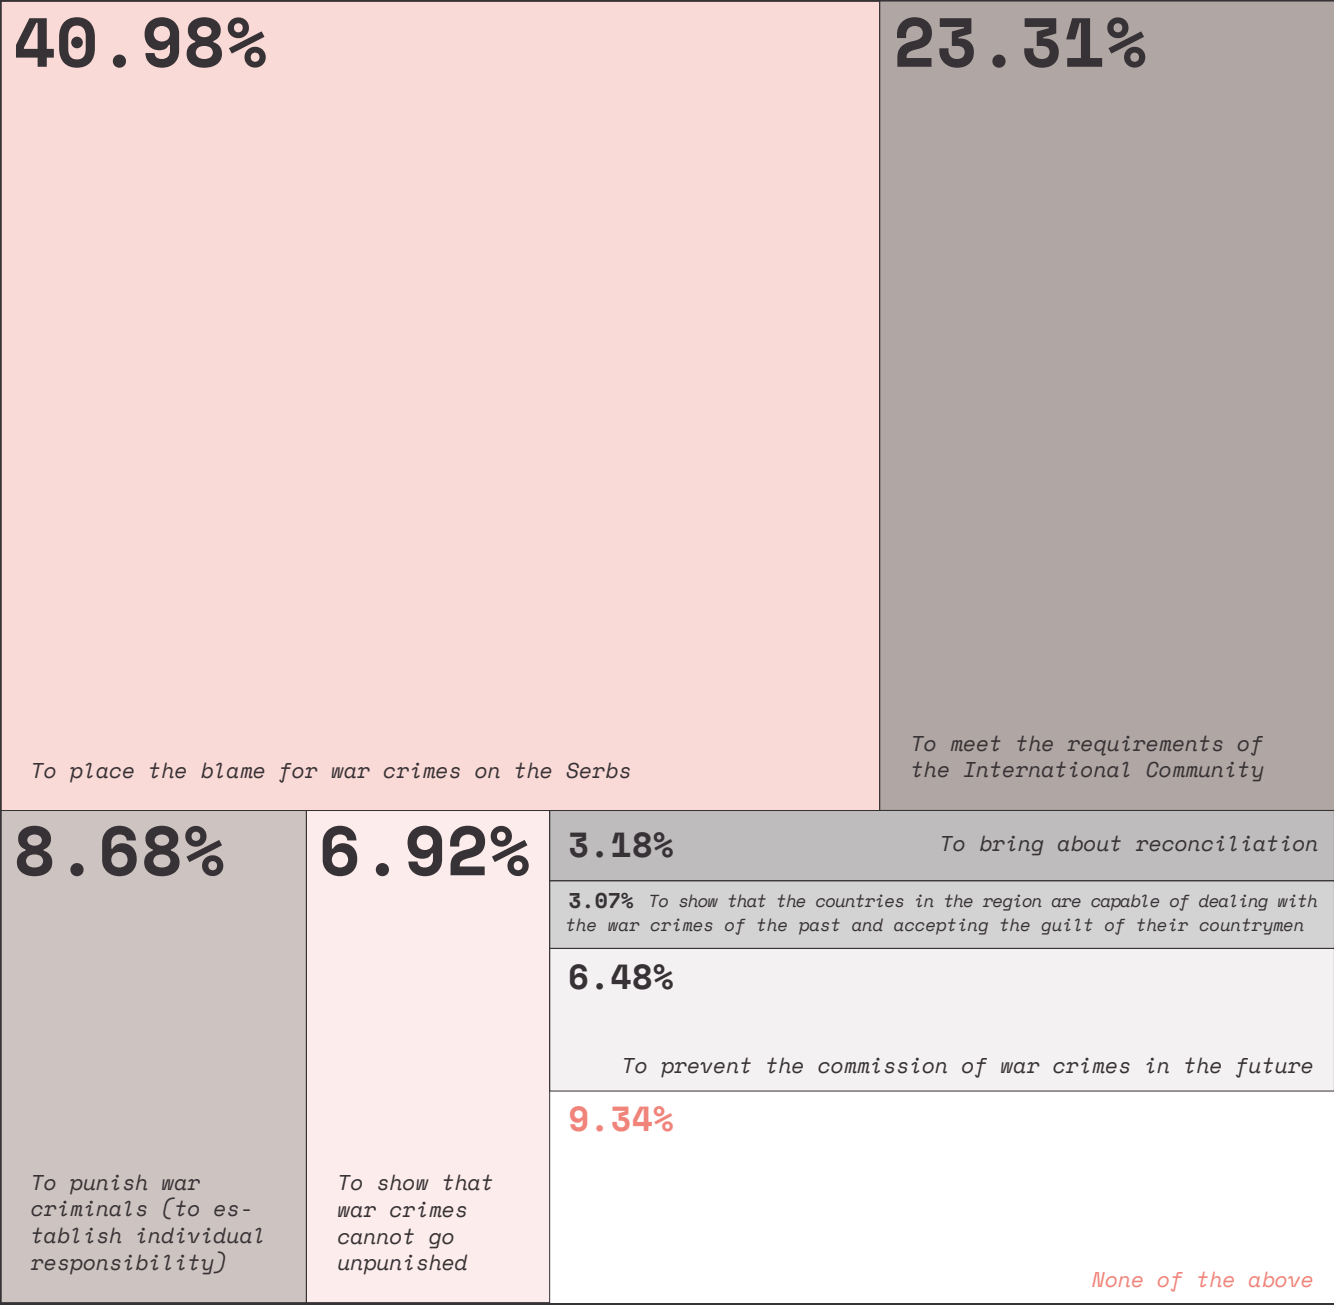 40.98%
To place the blame for war crimes on the Serbs
23.31%
To meet the requirements of
the International Community
8.68%
To punish war
criminals (to es-
tablish individual
responsibility)
6.92%
To show that
war crimes
cannot go
unpunished
3.18% To bring about reconciliation
3.07% To show that the countries in the region are capable of dealing with
the war crimes of the past and accepting the guilt of their countrymen
6.48%
To prevent the commission of war crimes in the future
9.34%
None of the above